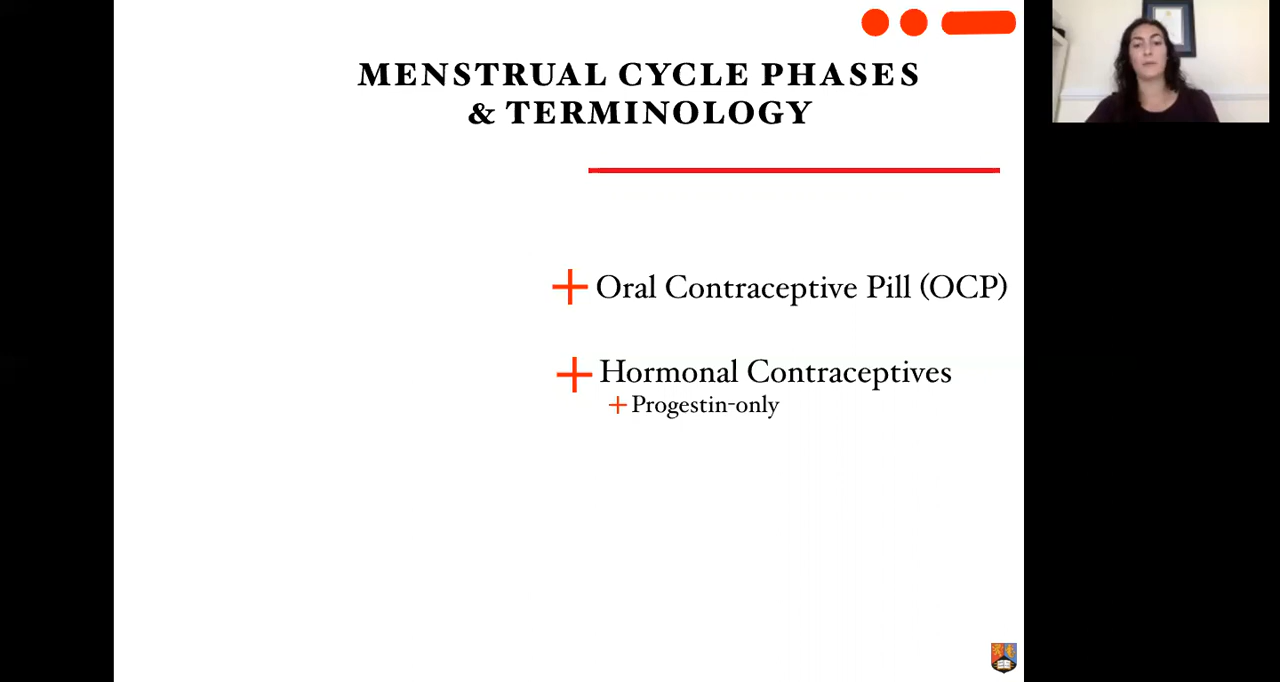 MENSTRUAL CYCLE PHASES
& TERMINOLOGY
Oral Contraceptive Pill (OCP)
Hormonal Contraceptives
Progestin-only